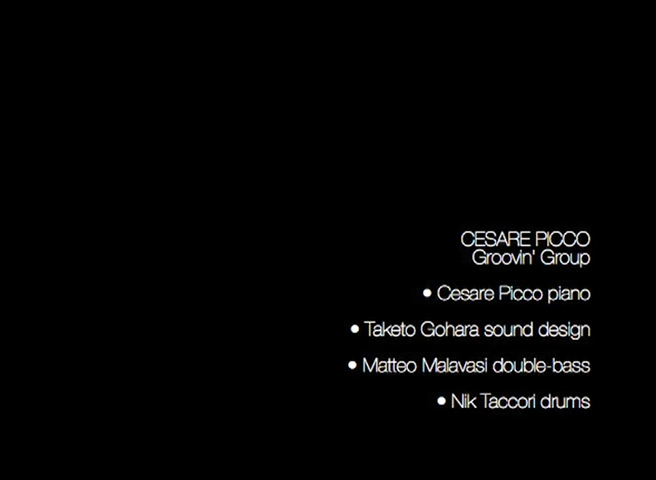 CESARE PICCO
Groovin' Group
• Cesare Picco piano
• Taketo Gohara sound design
• Matteo Malavasi double-bass
• Nik Taccori drums